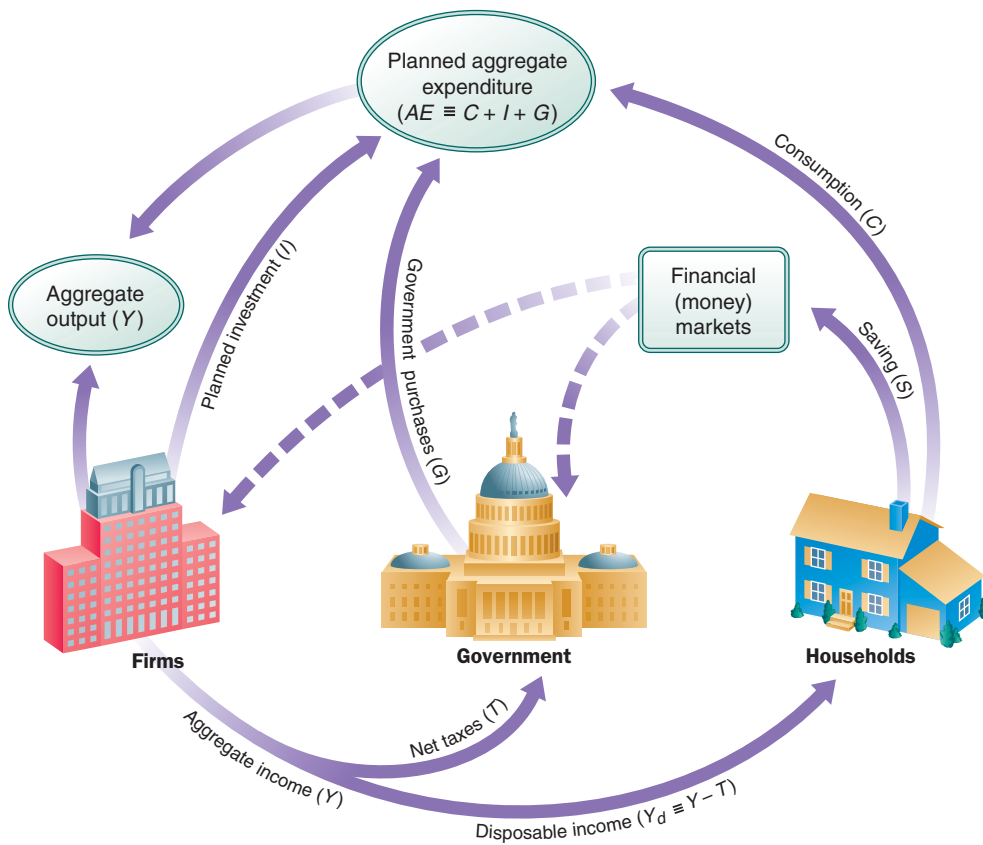 Planned aggregate
expenditure
(AE ≡ C + I + G)
Consumption (C)
Aggregate
output (Y)
Planned investment (I)
Government purchases (G)
Financial
(money)
markets
Saving (S)
Firms
Government
Households
Net taxes (T)
Aggregate income (Y)
Disposable income (Yd ≡ Y – T)